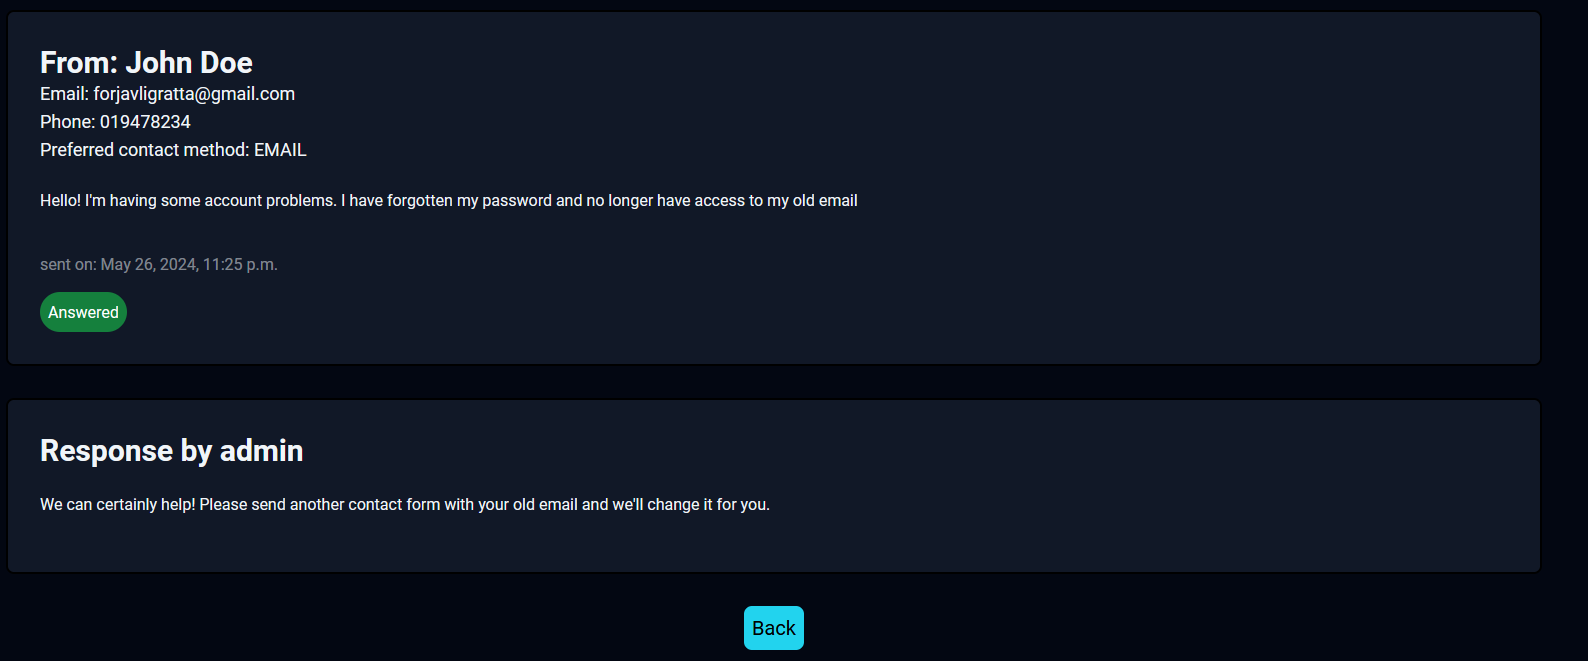 From: John Doe
Email: forjavligratta@gmail.com
Phone: 019478234
Preferred contact method: EMAIL
Hello! I'm having some account problems. I have forgotten my password and no longer have access to my old email
sent on: May 26, 2024, 11:25 p.m.
Answered
Response by admin
We can certainly help! Please send another contact form with your old email and we'll change it for you.
Back